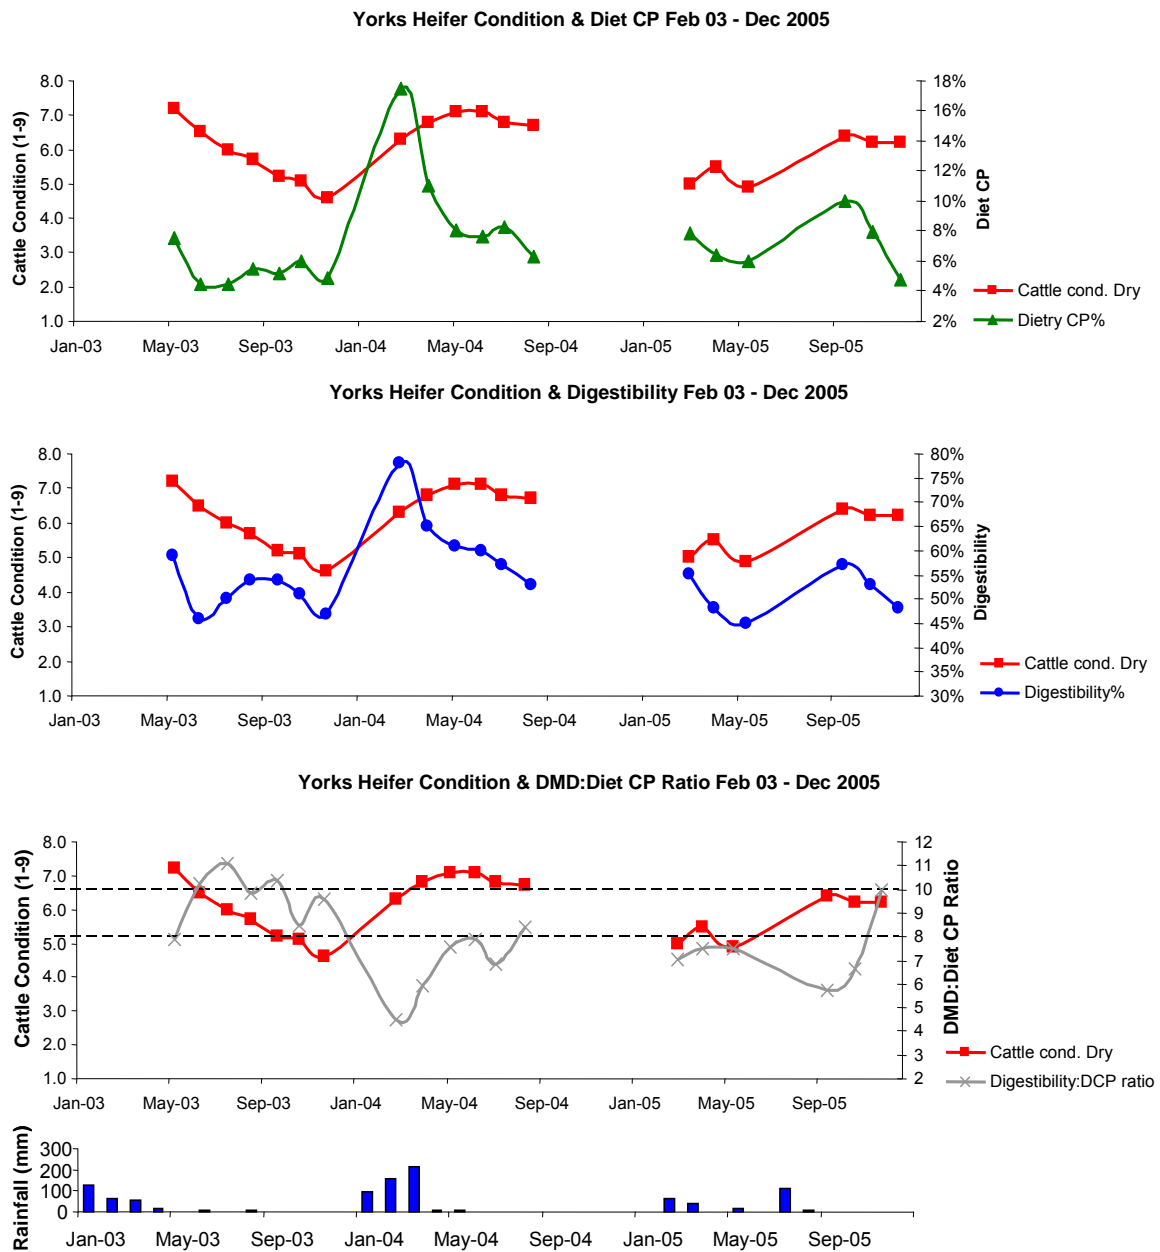 Yorks Heifer Condition & Diet CP Feb 03 - Dec 2005
Cattle Condition (1-9)
8.0
7.0
6.0
5.0
4.0
3.0
2.0
1.0
18%
16%
14%
12%
10%
8%
6%
4%
2%
Diet CP
Cattle cond. Dry
Dietry CP%
Jan-03 May-03 Sep-03 Jan-04 May-04 Sep-04 Jan-05 May-05 Sep-05
Yorks Heifer Condition & Digestibility Feb 03 - Dec 2005
Cattle Condition (1-9)
8.0
7.0
6.0
5.0
4.0
3.0
2.0
1.0
80%
75%
70%
65%
60%
55%
50%
45%
40%
35%
30%
Digestibility
Cattle cond. Dry
Digestibility%
Jan-03 May-03 Sep-03 Jan-04 May-04 Sep-04 Jan-05 May-05 Sep-05
Yorks Heifer Condition & DMD:Diet CP Ratio Feb 03 - Dec 2005
Cattle Condition (1-9)
8.0
7.0
6.0
5.0
4.0
3.0
2.0
1.0
12
11
10
9
8
7
6
5
4
3
2
DMD:Diet CP Ratio
Cattle cond. Dry
Digestibility:DCP ratio
Jan-03 May-03 Sep-03 Jan-04 May-04 Sep-04 Jan-05 May-05 Sep-05
Rainfall (mm)
300
200
100
0
Jan-03 May-03 Sep-03 Jan-04 May-04 Sep-04 Jan-05 May-05 Sep-05